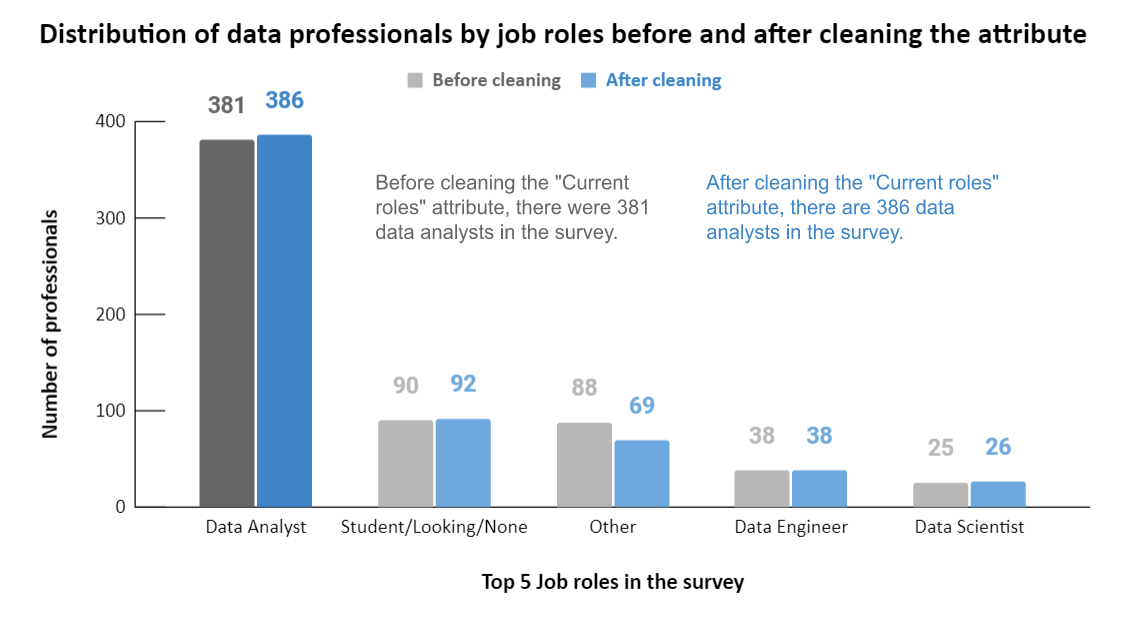 Distribution of data professionals by job roles before and after cleaning the attribute
Before cleaning After cleaning
381 386
400
300
200
100
0
Number of professionals
Before cleaning the "Current
roles" attribute, there were 381
data analysts in the survey.
After cleaning the "Current roles"
attribute, there are 386 data
analysts in the survey.
90 92
88 69
38 38
25 26
Data Analyst Student/Looking/None Other Data Engineer Data Scientist
Top 5 Job roles in the survey